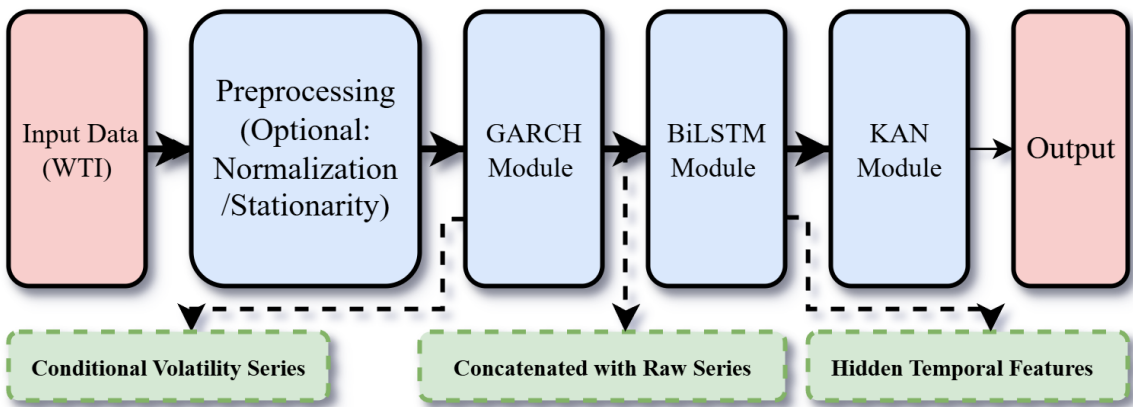 Input Data
(WTI)
Preprocessing
(Optional:
Normalization
/Stationarity)
GARCH
Module
BiLSTM
Module
KAN
Module
Output
Conditional Volatility Series
Concatenated with Raw Series
Hidden Temporal Features